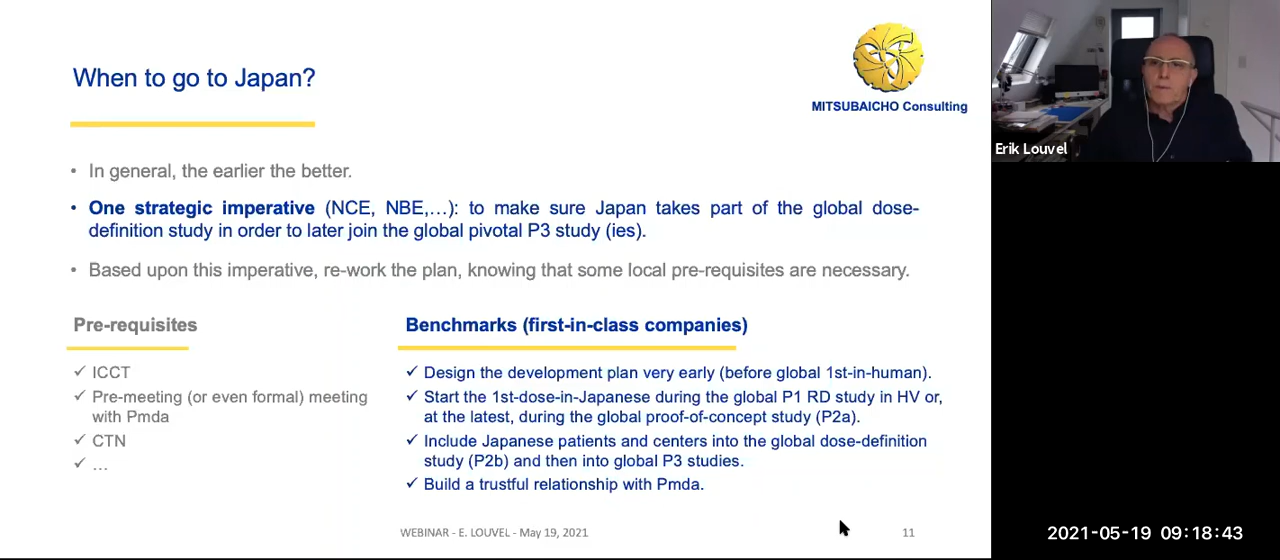 When to go to Japan?
MITSUBAICHO Consulting
Erik Louvel
• In general, the earlier the better.
• One strategic imperative (NCE, NBE,…): to make sure Japan takes part of the global dose-
definition study in order to later join the global pivotal P3 study (ies).
• Based upon this imperative, re-work the plan, knowing that some local pre-requisites are necessary.
Pre-requisites
✓ ICCT
✓ Pre-meeting (or even formal) meeting
with Pmda
✓ CTN
✓ …
Benchmarks (first-in-class companies)
✓ Design the development plan very early (before global 1st-in-human).
✓ Start the 1st-dose-in-Japanese during the global P1 RD study in HV or,
at the latest, during the global proof-of-concept study (P2a).
✓ Include Japanese patients and centers into the global dose-definition
study (P2b) and then into global P3 studies.
✓ Build a trustful relationship with Pmda.
WEBINAR - E. LOUVEL - May 19, 2021
11
2021-05-19 09:18:43